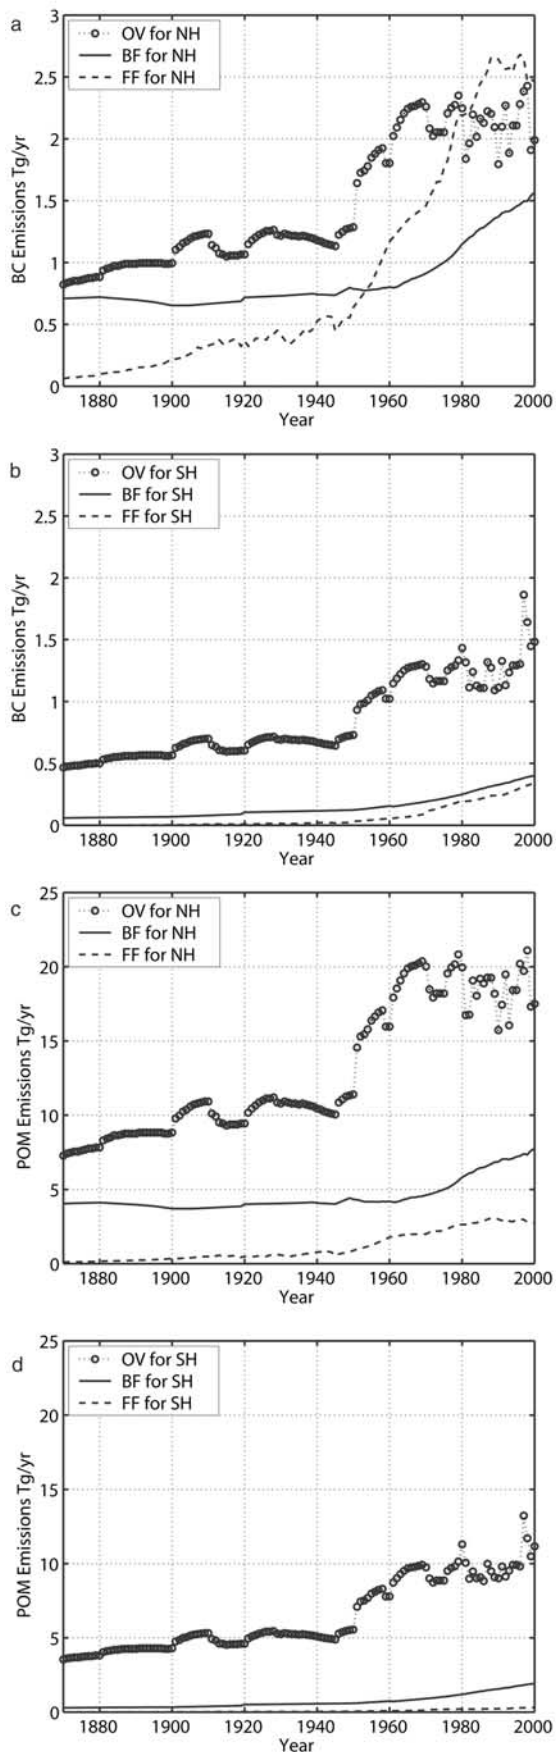 a
3
2.5
2
1.5
1
0.5
0
BC Emissions Tg/yr
OV for NH
BF for NH
FF for NH
1880 1900 1920 1940 1960 1980 2000
Year
b
3
2.5
2
1.5
1
0.5
0
BC Emissions Tg/yr
OV for SH
BF for SH
FF for SH
1880 1900 1920 1940 1960 1980 2000
Year
c
25
20
15
10
5
0
POM Emissions Tg/yr
OV for NH
BF for NH
FF for NH
1880 1900 1920 1940 1960 1980 2000
Year
d
25
20
15
10
5
0
POM Emissions Tg/yr
OV for SH
BF for SH
FF for SH
1880 1900 1920 1940 1960 1980 2000
Year